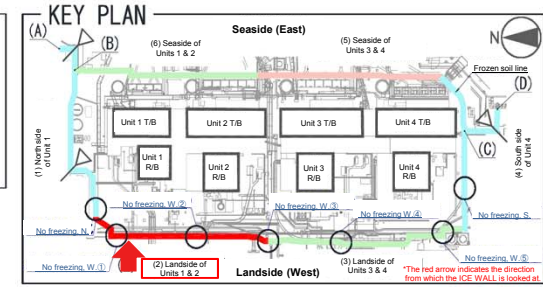 KEY PLAN
(A)
(B)
Seaside (East)
N
(6) Seaside of
Units 1 & 2
(5) Seaside of
Units 3 & 4
Frozen soil line
(D)
(1) North side
of Unit 1
Unit 1 T/B
Unit 2 T/B
Unit 3 T/B
Unit 4 T/B
(C)
(4) South side
of Unit 4
Unit 1
R/B
Unit 2
R/B
Unit 3
R/B
Unit 4
R/B
No freezing, W.②
No freezing, W.③
No freezing W.④
No freezing, S.
No freezing, N.
No freezing, W.①
(2) Landside of
Units 1 & 2
Landside (West)
(3) Landside of
Units 3 & 4
No freezing, W.⑤
*The red arrow indicates the direction
from which the ICE WALL is looked at.